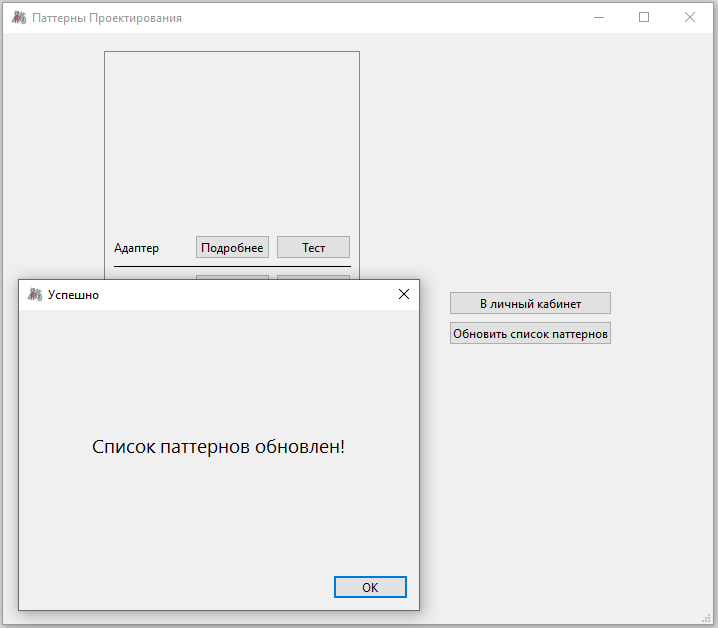 Паттерны Проектирования
Адаптер Подробнее Тест
В личный кабинет
Обновить список паттернов
Успешно
Список паттернов обновлен!
OK